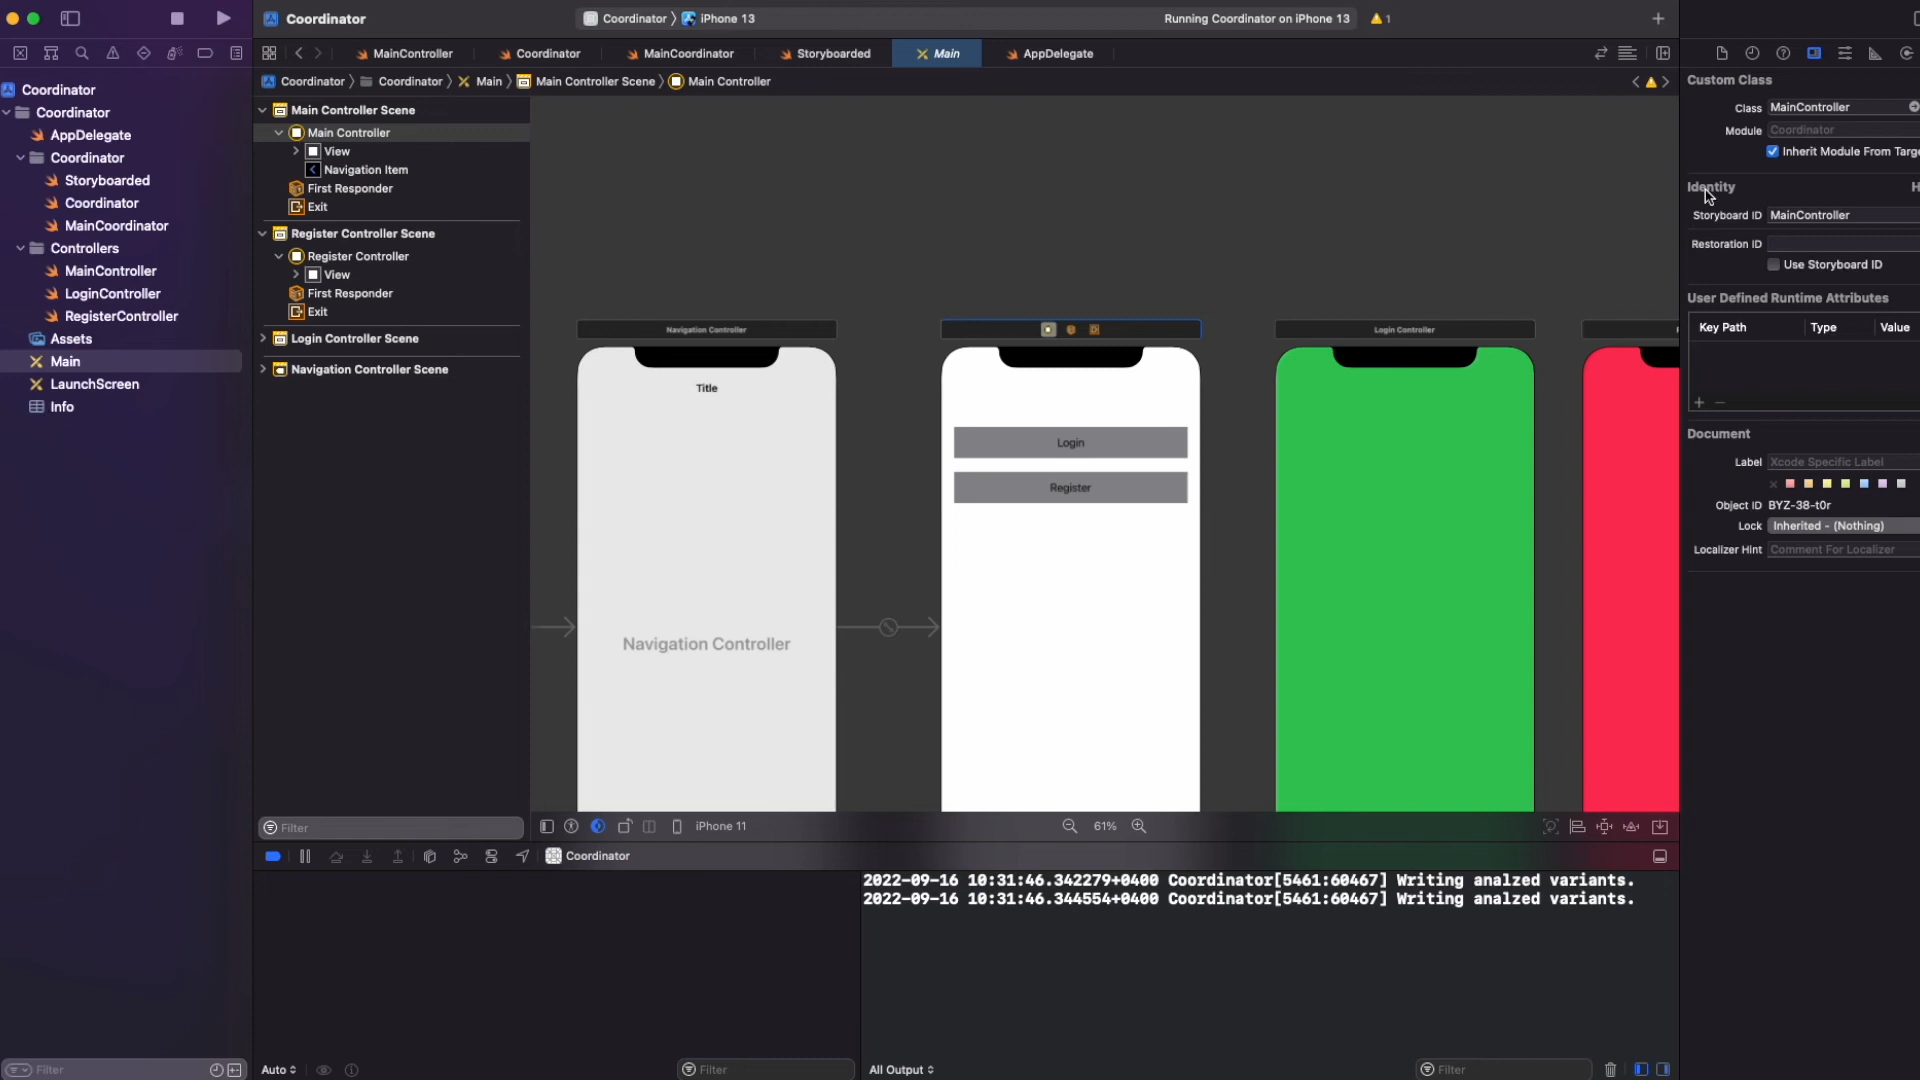 Coordinator
Coordinator
iPhone 13
Running Coordinator on iPhone 13
1
MainController
Coordinator
MainCoordinator
Storyboarded
Main
AppDelegate
Coordinator
Coordinator
Main
Main Controller Scene
Main Controller
Coordinator
Coordinator
AppDelegate
Coordinator
Storyboarded
Coordinator
MainCoordinator
Controllers
MainController
LoginController
RegisterController
Assets
Main
LaunchScreen
Info
Filter
Main Controller Scene
Main Controller
View
Navigation Item
First Responder
Exit
Register Controller Scene
Register Controller
View
First Responder
Exit
Login Controller Scene
Navigation Controller Scene
Filter
Navigation Controller
Title
Navigation Controller
Login
Register
Login Controller
iPhone 11
61%
Custom Class
Class MainController
Module Coordinator
Inherit Module From Targe
Identity
Storyboard ID MainController
Restoration ID
Use Storyboard ID
User Defined Runtime Attributes
Key Path Type Value
Document
Label Xcode Specific Label
Object ID BYZ-38-t0r
Lock Inherited - (Nothing)
Localizer Hint Comment For Localizer
Coordinator
2022-09-16 10:31:46.342279+0400 Coordinator[5461:60467] Writing analzed variants.
2022-09-16 10:31:46.344554+0400 Coordinator[5461:60467] Writing analzed variants.
Auto
Filter
All Output
Filter